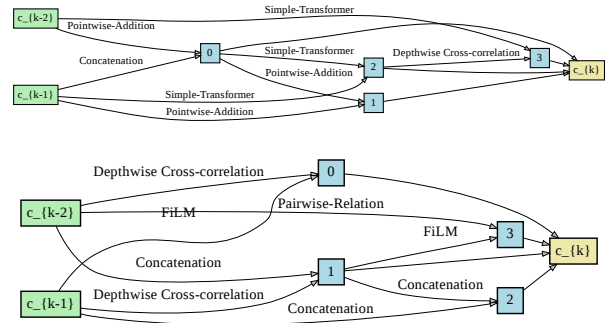 Simple-Transformer
c_{k-2}
Pointwise-Addition
0
Simple-Transformer
Depthwise Cross-correlation
3
Concatenation
2
c_{k}
Pointwise-Addition
c_{k-1}
Simple-Transformer
1
Pointwise-Addition
Depthwise Cross-correlation
0
c_{k-2}
FiLM
Pairwise-Relation
FiLM
3
c_{k}
Concatenation
1
c_{k-1}
Depthwise Cross-correlation
Concatenation
2
Concatenation